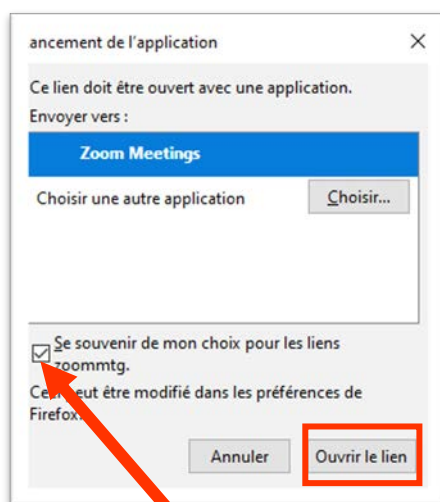 ancement de l'application
Ce lien doit être ouvert avec une application.
Envoyer vers :
Zoom Meetings
Choisir une autre application
Choisir...
Se souvenir de mon choix pour les liens
zoommtg.
peut être modifié dans les préférences de
Firefox.
Annuler
Ouvrir le lien